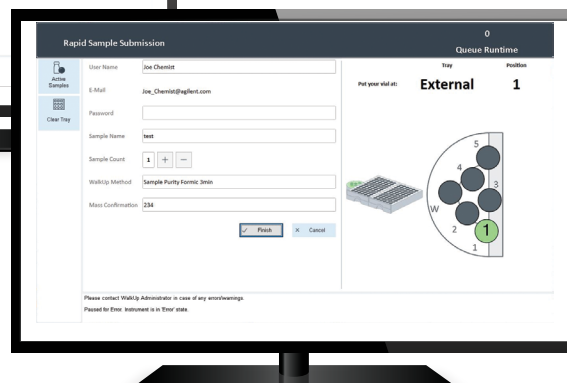 Rapid Sample Submission
0
Queue Runtime
Active
Samples
Clear Tray
User Name
Joe Chemist
E-Mail
Joe_Chemist@agilent.com
Password
Sample Name
test
Sample Count
1 + −
WalkUp Method
Sample Purity Formic 3min
Mass Confirmation
234
✓ Finish
X Cancel
Tray
Position
Put your vial at:
External
1
5
4
3
W
2
1
1
Please contact WalkUp Administrator in case of any errors/warnings.
Paused for Error. Instrument is in 'Error' state.